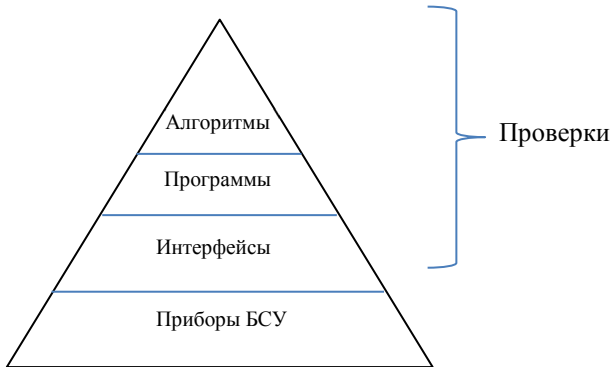 Алгоритмы
Программы
Интерфейсы
Приборы БСУ
Проверки